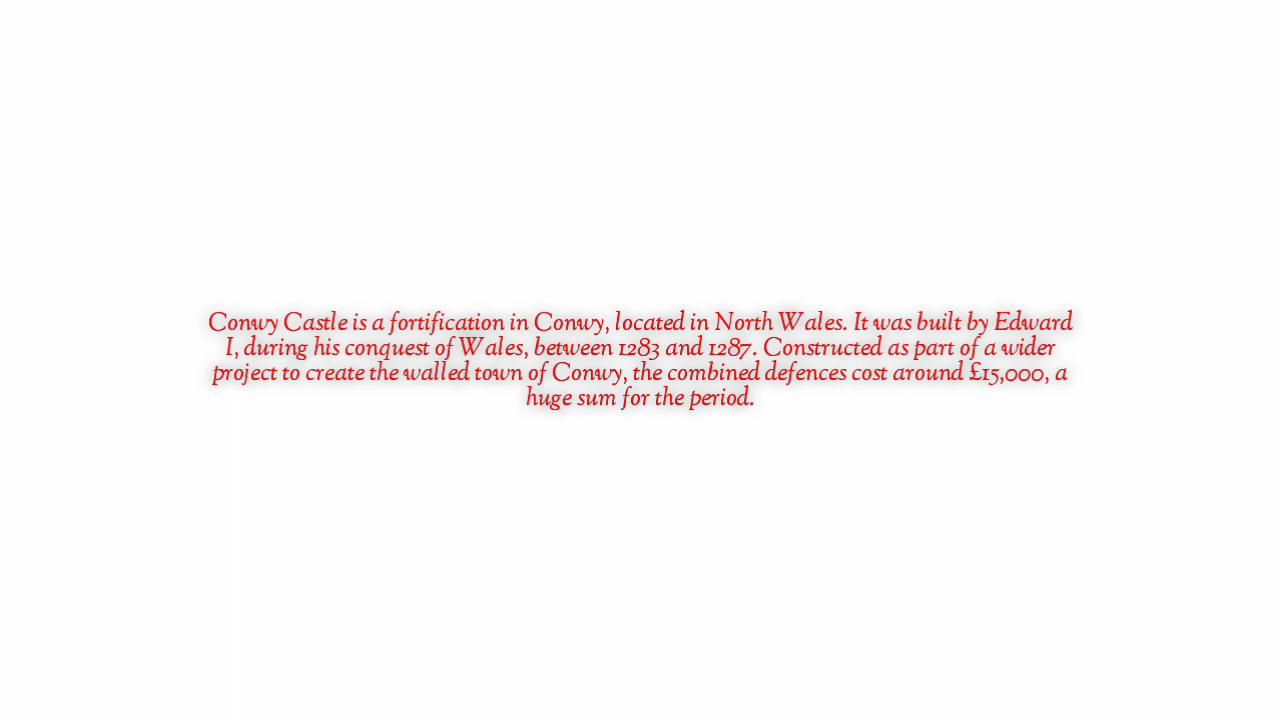 Conwy Castle is a fortification in Conwy, located in North Wales. It was built by Edward
I, during his conquest of Wales, between 1283 and 1287. Constructed as part of a wider
project to create the walled town of Conwy, the combined defences cost around £15,000, a
huge sum for the period.